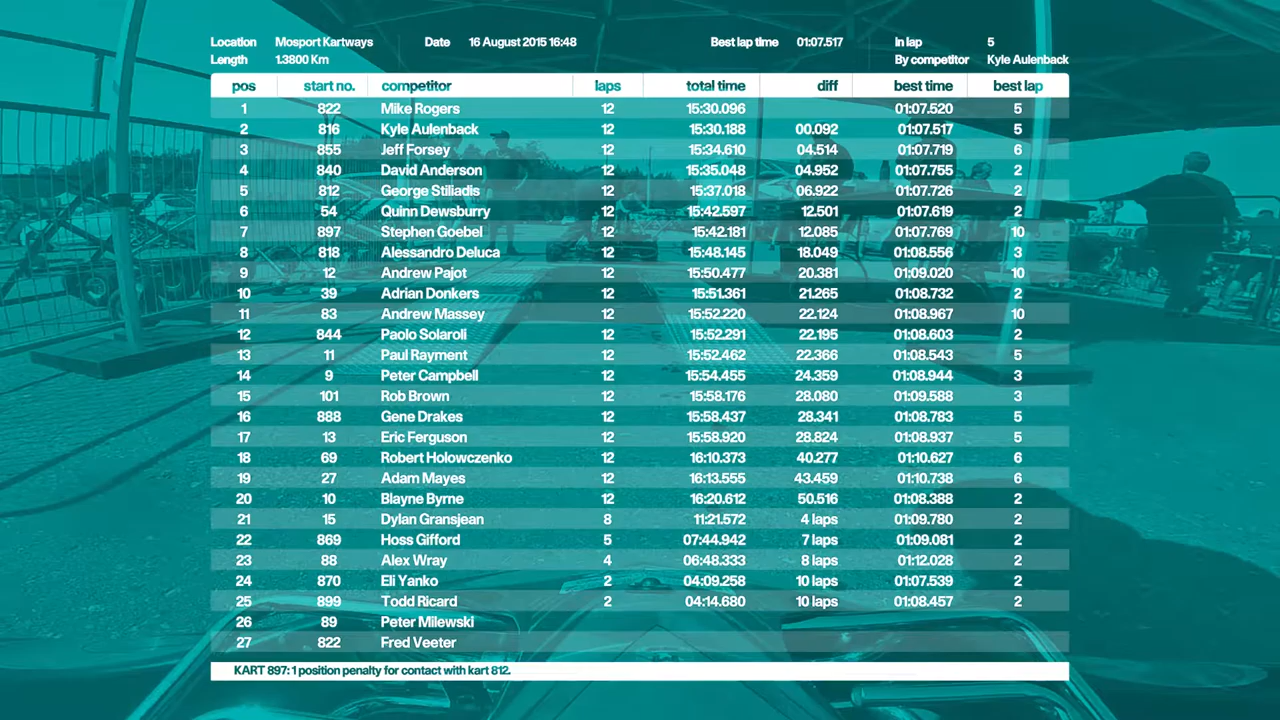 Location Mosport Kartways Date 16 August 2015 16:48 Best lap time 01:07.517 In lap 5
Length 1.3800 Km By competitor Kyle Aulenback
pos start no. competitor laps total time diff best time best lap
1 822 Mike Rogers 12 15:30.096 01:07.520 5
2 816 Kyle Aulenback 12 15:30.188 00.092 01:07.517 5
3 855 Jeff Forsey 12 15:34.610 04.514 01:07.719 6
4 840 David Anderson 12 15:35.048 04.952 01:07.755 2
5 812 George Stiliadis 12 15:37.018 06.922 01:07.726 2
6 54 Quinn Dewsburry 12 15:42.597 12.501 01:07.619 2
7 897 Stephen Goebel 12 15:42.181 12.085 01:07.769 10
8 818 Alessandro Deluca 12 15:48.145 18.049 01:08.556 3
9 12 Andrew Pajot 12 15:50.477 20.381 01:09.020 10
10 39 Adrian Donkers 12 15:51.361 21.265 01:08.732 2
11 83 Andrew Massey 12 15:52.220 22.124 01:08.967 10
12 844 Paolo Solaroli 12 15:52.291 22.195 01:08.603 2
13 11 Paul Rayment 12 15:52.462 22.366 01:08.543 5
14 9 Peter Campbell 12 15:54.455 24.359 01:08.944 3
15 101 Rob Brown 12 15:58.176 28.080 01:09.588 3
16 888 Gene Drakes 12 15:58.437 28.341 01:08.783 5
17 13 Eric Ferguson 12 15:58.920 28.824 01:08.937 5
18 69 Robert Holowczenko 12 16:10.373 40.277 01:10.627 6
19 27 Adam Mayes 12 16:13.555 43.459 01:10.738 6
20 10 Blayne Byrne 12 16:20.612 50.516 01:08.388 2
21 15 Dylan Gransjean 8 11:21.572 4 laps 01:09.780 2
22 869 Hoss Gifford 5 07:44.942 7 laps 01:09.081 2
23 88 Alex Wray 4 06:48.333 8 laps 01:12.028 2
24 870 Eli Yanko 2 04:09.258 10 laps 01:07.539 2
25 899 Todd Ricard 2 04:14.680 10 laps 01:08.457 2
26 89 Peter Milewski
27 822 Fred Veeter
KART 897: 1 position penalty for contact with kart 812.